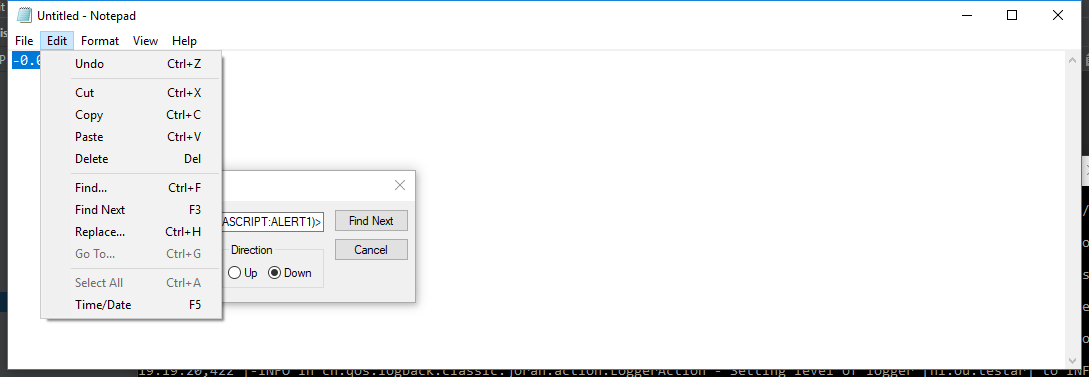 Untitled - Notepad
File Edit Format View Help
-0.0
Undo Ctrl+Z
Cut Ctrl+X
Copy Ctrl+C
Paste Ctrl+V
Delete Del
Find... Ctrl+F
Find Next F3
Replace... Ctrl+H
Go To... Ctrl+G
Select All Ctrl+A
Time/Date F5
ASCRIPT:ALERT1)> Find Next
Direction Cancel
Up Down
19:19:20,422 |-INFO in ch.qos.logback.classic.joran.action.LoggerAction - Setting level of logger [nl.ou.testar] to INF